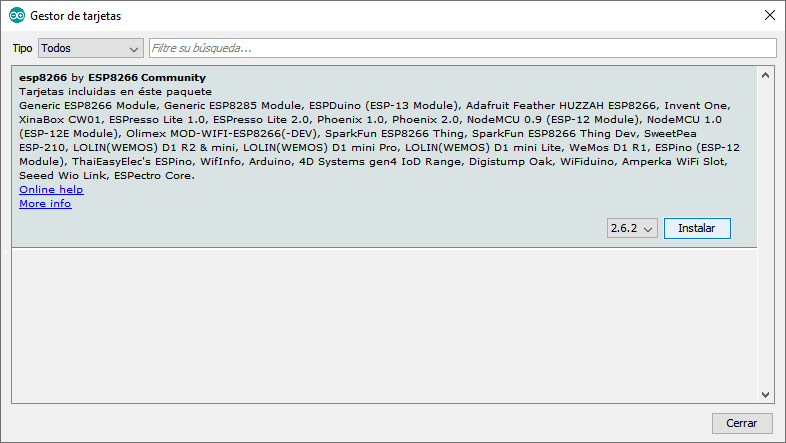 Gestor de tarjetas
Tipo Todos Filtre su búsqueda...
esp8266 by ESP8266 Community
Tarjetas incluidas en éste paquete
Generic ESP8266 Module, Generic ESP8285 Module, ESPDuino (ESP-13 Module), Adafruit Feather HUZZAH ESP8266, Invent One,
XinaBox CW01, ESPresso Lite 1.0, ESPresso Lite 2.0, Phoenix 1.0, Phoenix 2.0, NodeMCU 0.9 (ESP-12 Module), NodeMCU 1.0
(ESP-12E Module), Olimex MOD-WIFI-ESP8266(-DEV), SparkFun ESP8266 Thing, SparkFun ESP8266 Thing Dev, SweetPea
ESP-210, LOLIN(WEMOS) D1 R2 & mini, LOLIN(WEMOS) D1 mini Pro, LOLIN(WEMOS) D1 mini Lite, WeMos D1 R1, ESPino (ESP-12
Module), ThaiEasyElec's ESPino, WifInfo, Arduino, 4D Systems gen4 IoD Range, Digistump Oak, WiFiduino, Amperka WiFi Slot,
Seeed Wio Link, ESPectro Core.
Online help
More info
2.6.2 Instalar
Cerrar